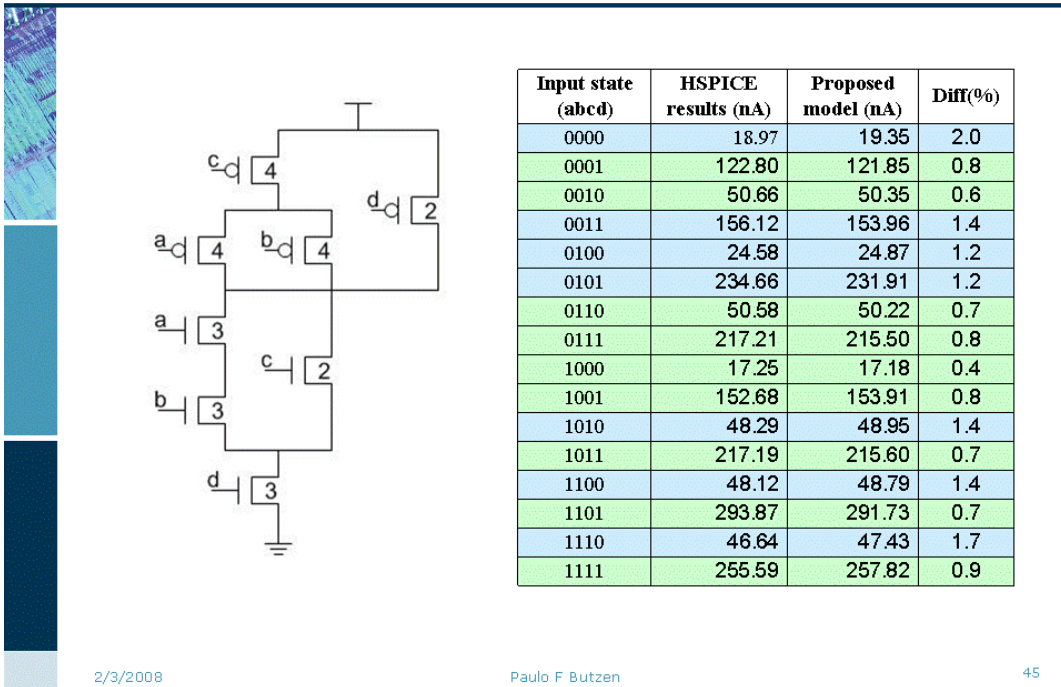 Input state (abcd) HSPICE results (nA) Proposed model (nA) Diff(%)
0000 18.97 19.35 2.0
0001 122.80 121.85 0.8
0010 50.66 50.35 0.6
0011 156.12 153.96 1.4
0100 24.58 24.87 1.2
0101 234.66 231.91 1.2
0110 50.58 50.22 0.7
0111 217.21 215.50 0.8
1000 17.25 17.18 0.4
1001 152.68 153.91 0.8
1010 48.29 48.95 1.4
1011 217.19 215.60 0.7
1100 48.12 48.79 1.4
1101 293.87 291.73 0.7
1110 46.64 47.43 1.7
1111 255.59 257.82 0.9
c 4
d 2
a 4
b 4
a 3
c 2
b 3
d 3
2/3/2008
Paulo F Butzen
45